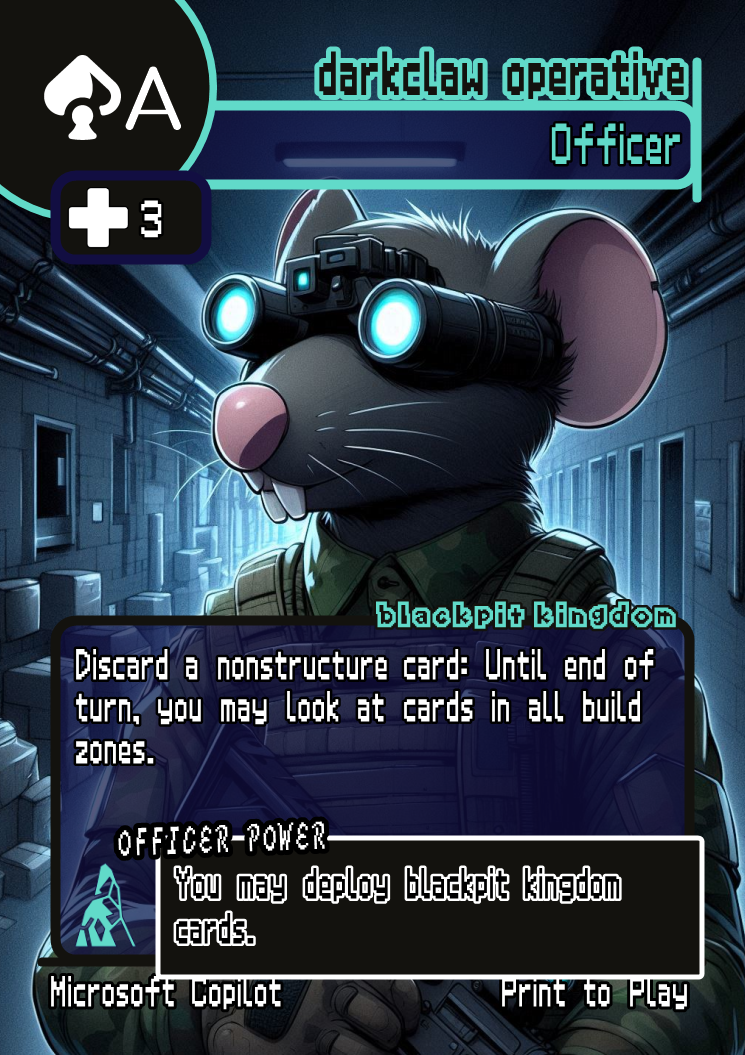 A
darkclaw operative
Officer
3
blackpit kingdom
Discard a nonstructure card: Until end of
turn, you may look at cards in all build
zones.
OFFICER POWER
You may deploy blackpit kingdom
cards.
Microsoft Copilot
Print to Play